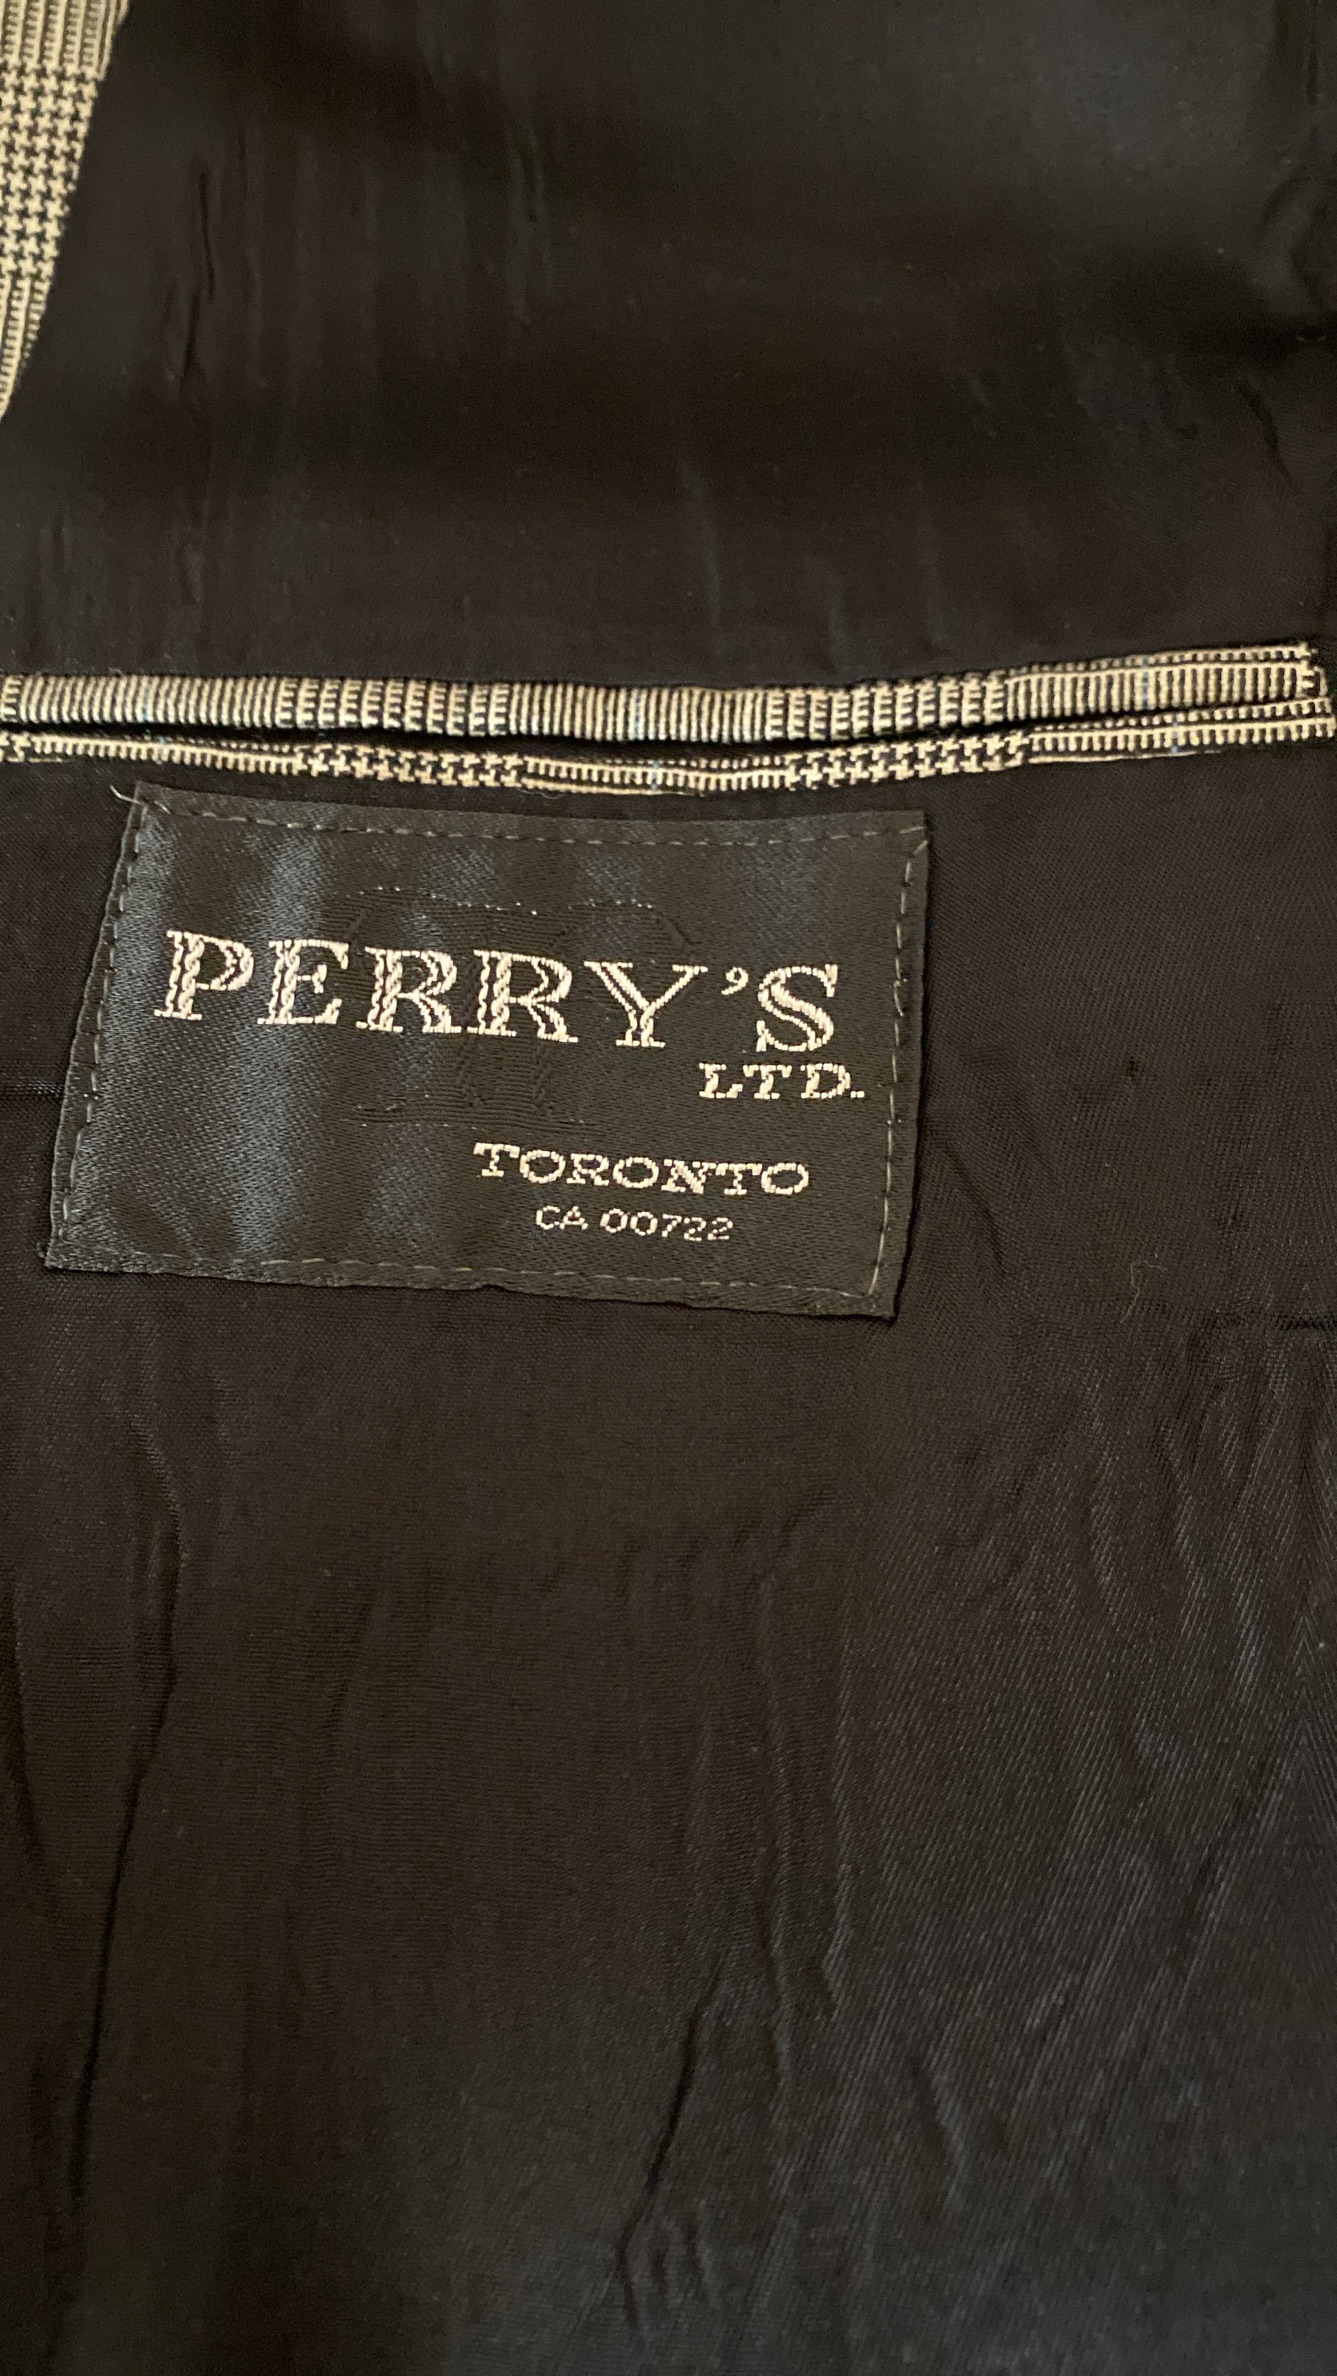 PERRY'S
LTD.
TORONTO
CA 00722